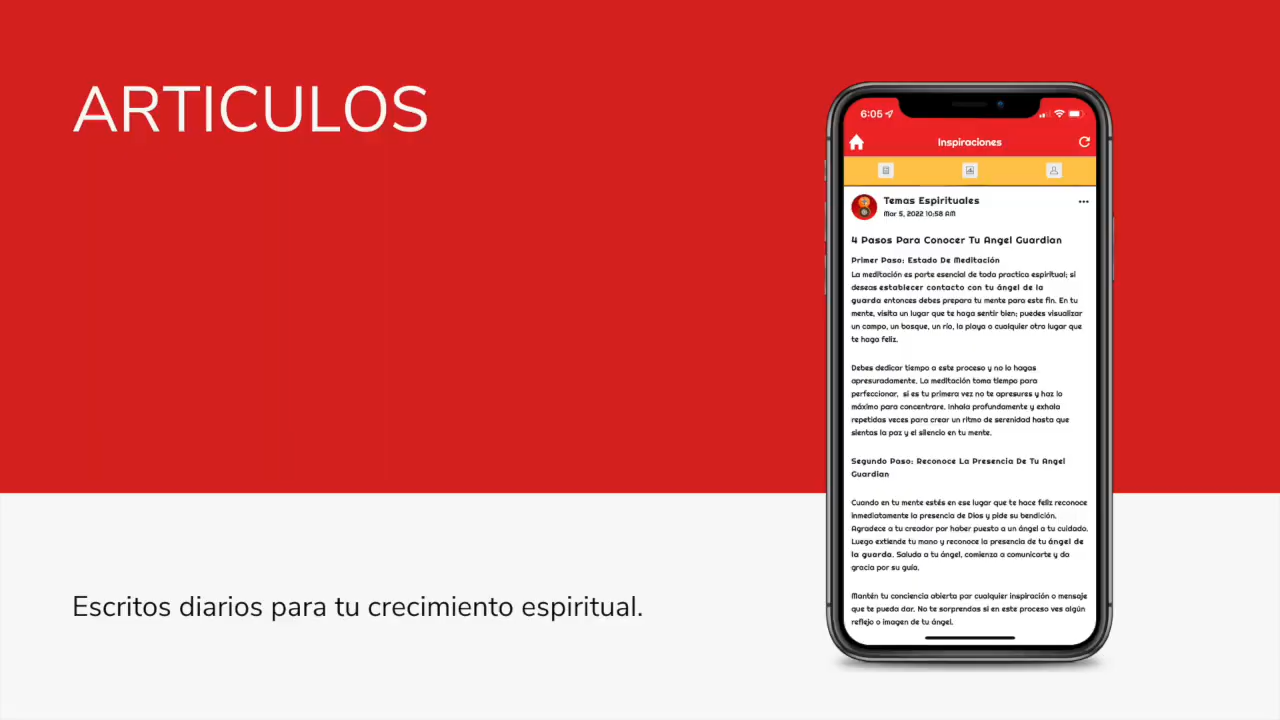 ARTICULOS
6:05
Inspiraciones
Temas Espirituales
Mar 5, 2022 10:58 AM
4 Pasos Para Conocer Tu Angel Guardian
Primer Paso: Estado De Meditación
La meditación es parte esencial de toda practica espiritual; si
deseas establecer contacto con tu ángel de la
guarda entonces debes prepara tu mente para este fin. En tu
mente, visita un lugar que te haga sentir bien; puedes visualizar
un campo, un bosque, un río, la playa o cualquier otro lugar que
te haga feliz.
Debes dedicar tiempo a este proceso y no lo hagas
apresuradamente. La meditación toma tiempo para
perfeccionar, si es tu primera vez no te apresures y haz lo
máximo para concentrare. Inhala profundamente y exhala
repetidas veces para crear un ritmo de serenidad hasta que
sientas la paz y el silencio en tu mente.
Segundo Paso: Reconoce La Presencia De Tu Angel
Guardian
Cuando en tu mente estés en ese lugar que te hace feliz reconoce
inmediatamente la presencia de Dios y pide su bendición.
Agradece a tu creador por haber puesto a un ángel a tu cuidado.
Luego extiende tu mano y reconoce la presencia de tu ángel de
la guarda. Saluda a tu ángel, comienza a comunicarte y da
gracia por su guía.
Mantén tu conciencia abierta par cualquier inspiración o mensaje
que te pueda dar. No te sorprendas si en este proceso ves algún
reflejo o imagen de tu ángel.
Escritos diarios para tu crecimiento espiritual.